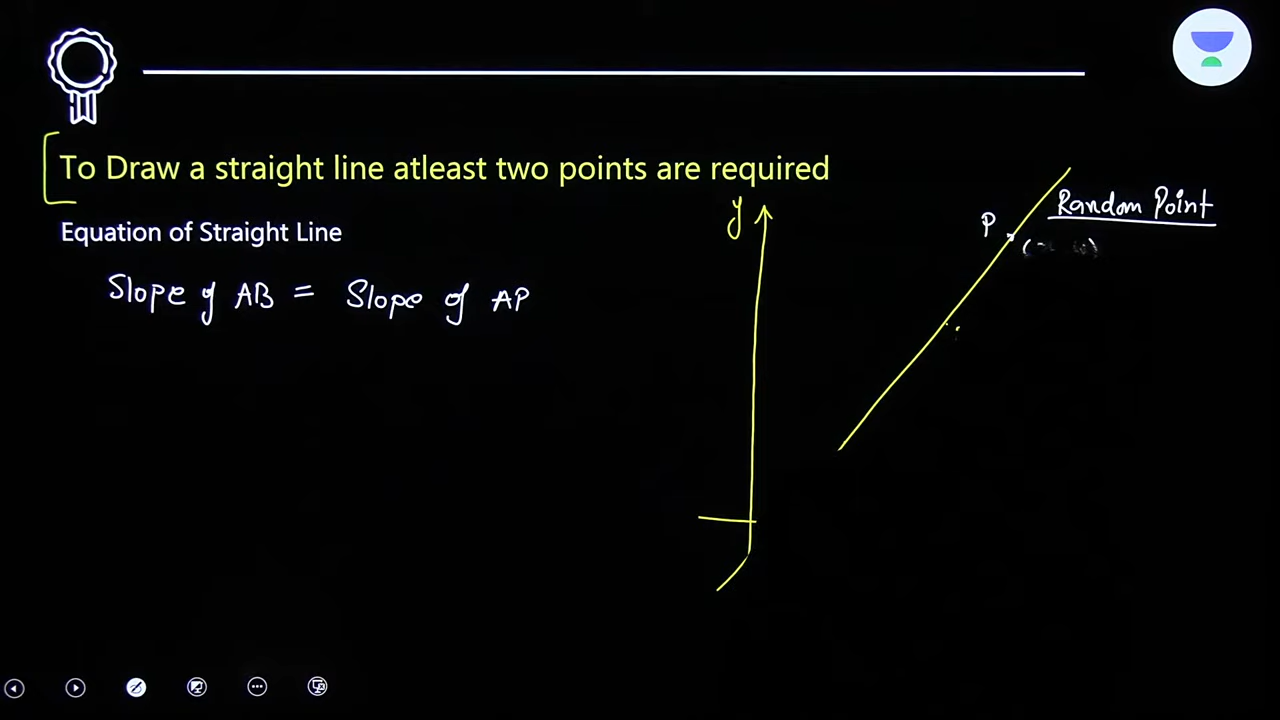 To Draw a straight line atleast two points are required
Equation of Straight Line
Slope of AB = Slope of AP
y
P
Random Point